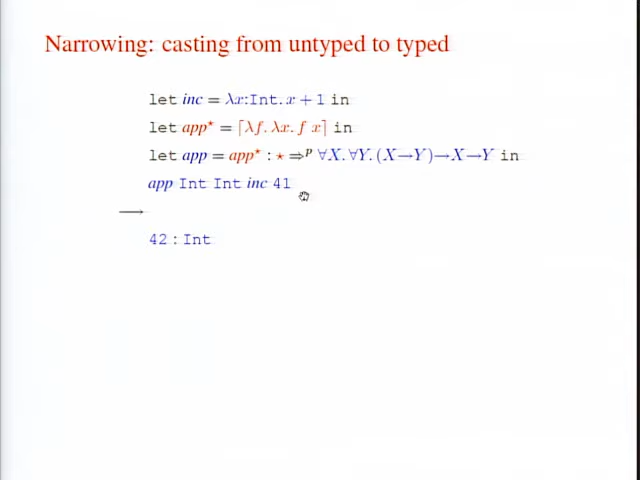 Narrowing: casting from untyped to typed
let inc = λx:Int. x + 1 in
let app⋆ = ⌈λf. λx. f x⌉ in
let app = app⋆ : ⋆ ⇒ᵖ ∀X. ∀Y. (X→Y)→X→Y in
app Int Int inc 41
⟶
42 : Int